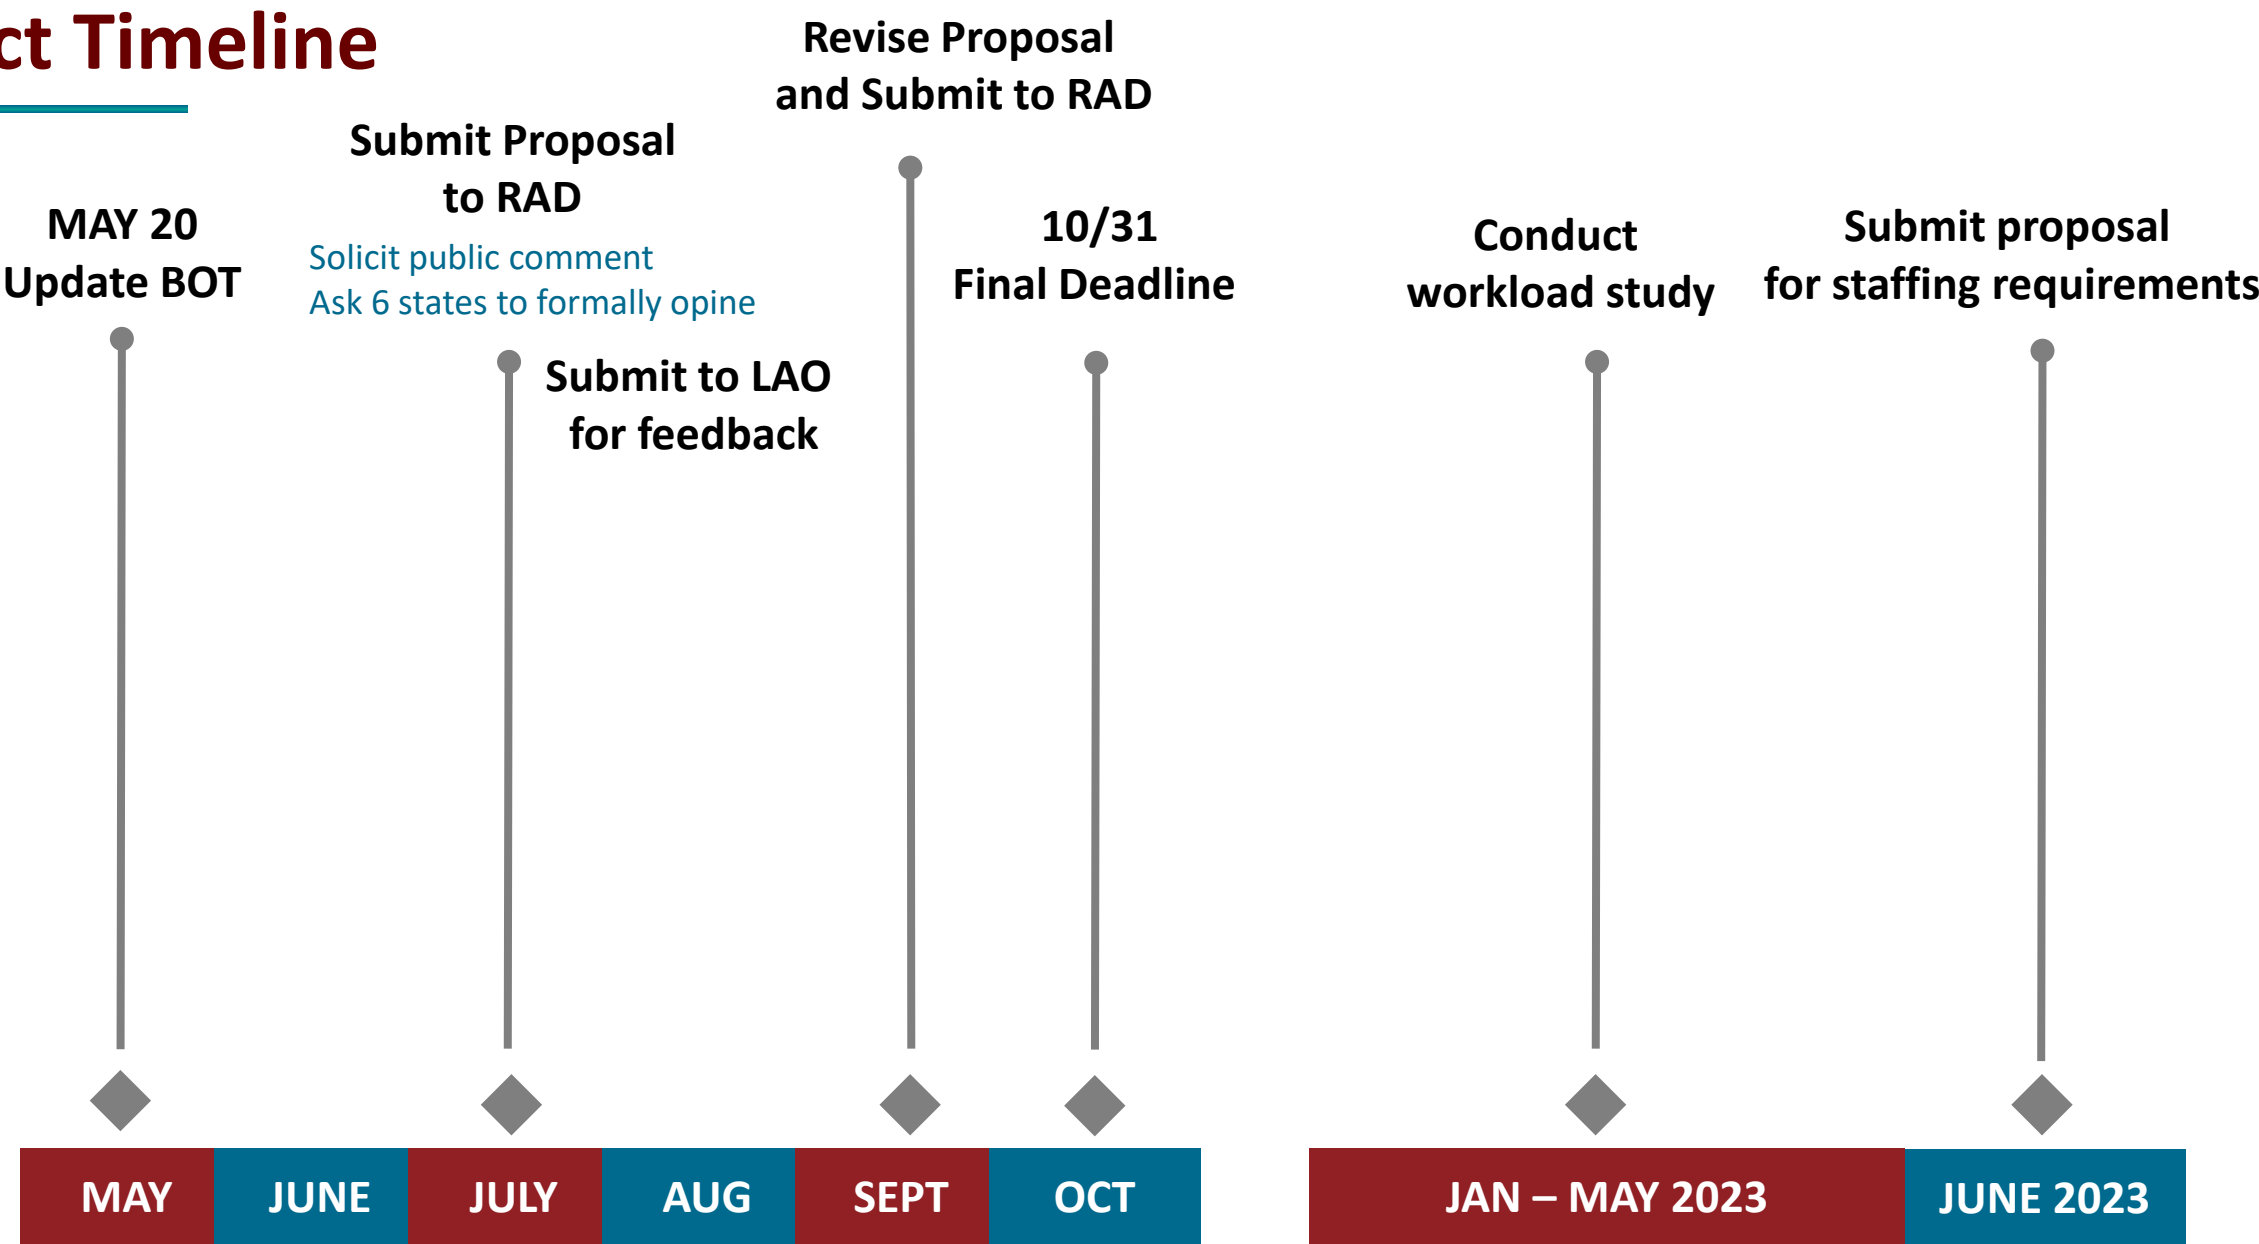 ct Timeline
MAY 20
Update BOT
Submit Proposal
to RAD
Solicit public comment
Ask 6 states to formally opine
Submit to LAO
for feedback
Revise Proposal
and Submit to RAD
10/31
Final Deadline
Conduct
workload study
Submit proposal
for staffing requirements
MAY
JUNE
JULY
AUG
SEPT
OCT
JAN – MAY 2023
JUNE 2023